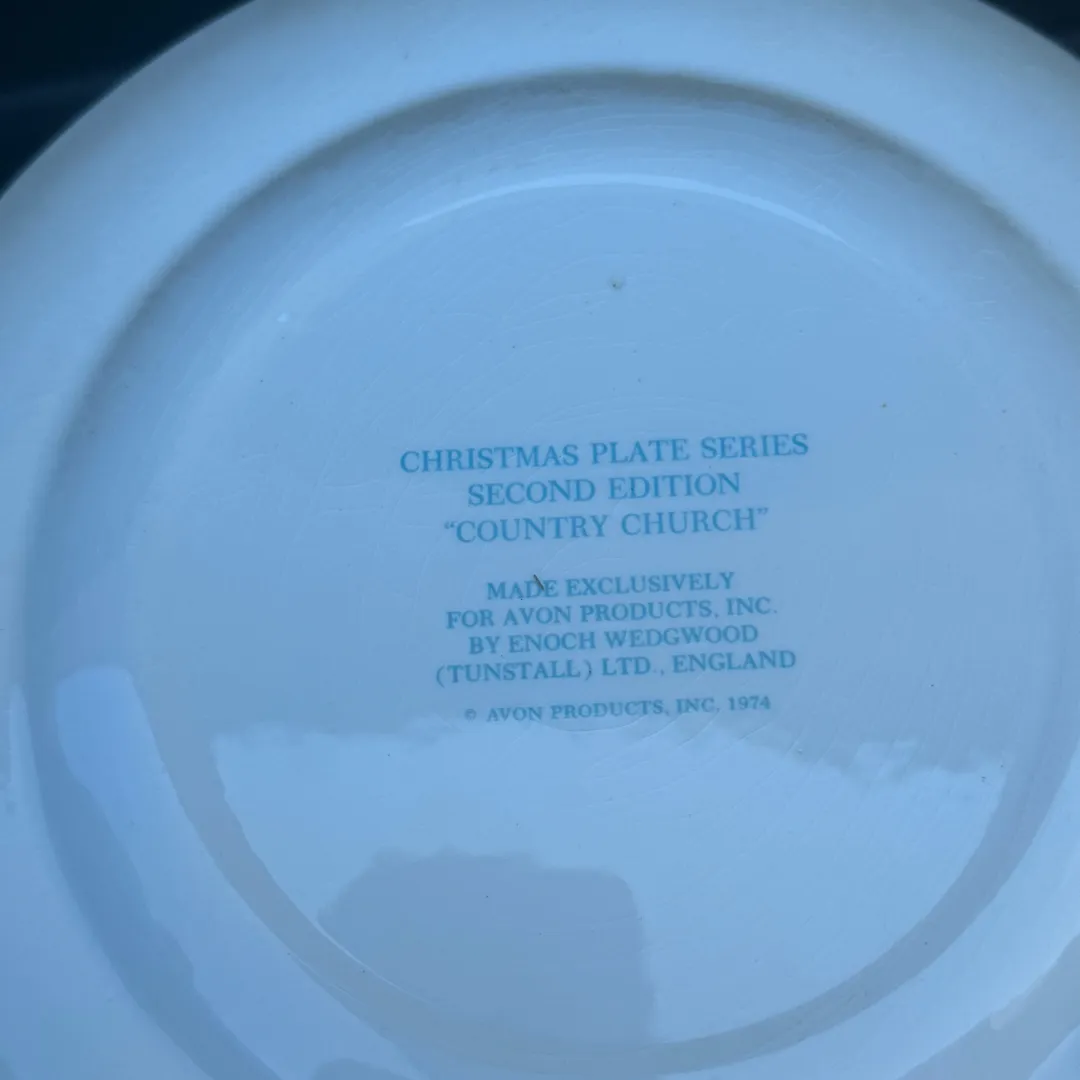 CHRISTMAS PLATE SERIES
SECOND EDITION
“COUNTRY CHURCH”
MADE EXCLUSIVELY
FOR AVON PRODUCTS, INC.
BY ENOCH WEDGWOOD
(TUNSTALL) LTD., ENGLAND
© AVON PRODUCTS, INC. 1974